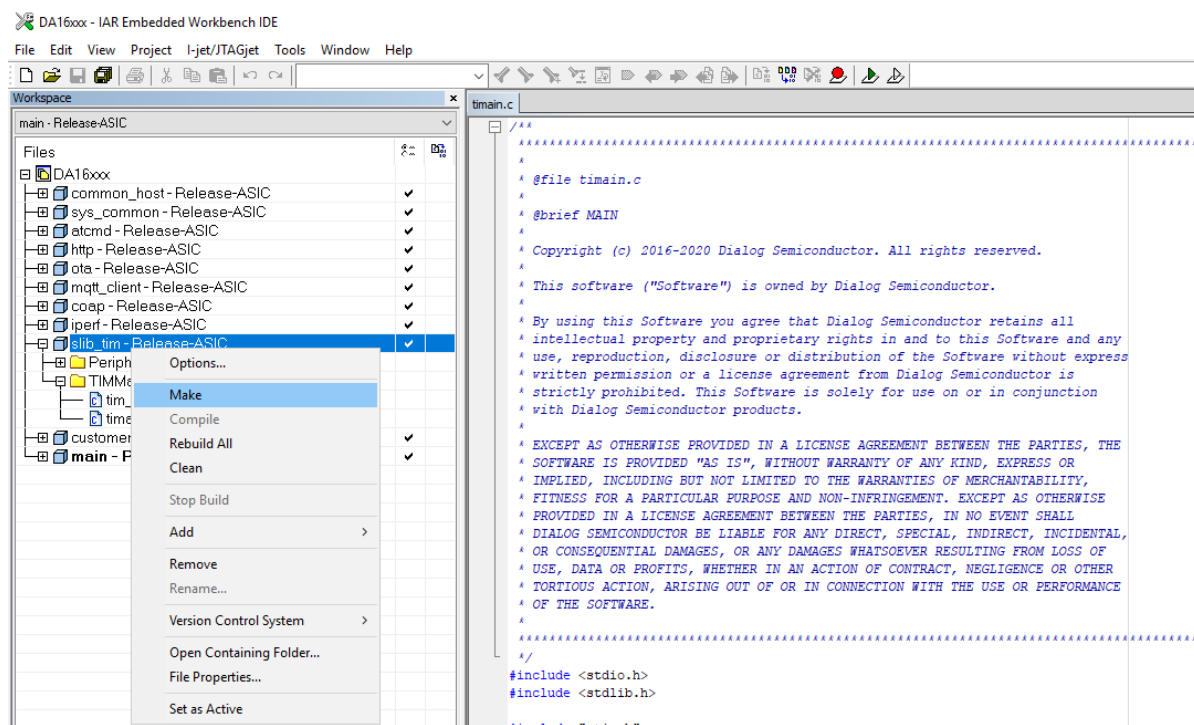 DA16xxx - IAR Embedded Workbench IDE
File Edit View Project I-jet/JTAGjet Tools Window Help
Workspace
main - Release-ASIC
Files
DA16xxx
common_host - Release-ASIC
sys_common - Release-ASIC
atcmd - Release-ASIC
http - Release-ASIC
ota - Release-ASIC
mqtt_client - Release-ASIC
coap - Release-ASIC
iperf - Release-ASIC
slib_tim - Release-ASIC
Periph
TIMMa
tim_
tima
customer
main - R
Options...
Make
Compile
Rebuild All
Clean
Stop Build
Add
Remove
Rename...
Version Control System
Open Containing Folder...
File Properties...
Set as Active
timain.c
/**
*
* @file timain.c
*
* @brief MAIN
*
* Copyright (c) 2016-2020 Dialog Semiconductor. All rights reserved.
*
* This software ("Software") is owned by Dialog Semiconductor.
*
* By using this Software you agree that Dialog Semiconductor retains all
* intellectual property and proprietary rights in and to this Software and any
* use, reproduction, disclosure or distribution of the Software without express
* written permission or a license agreement from Dialog Semiconductor is
* strictly prohibited. This Software is solely for use on or in conjunction
* with Dialog Semiconductor products.
*
* EXCEPT AS OTHERWISE PROVIDED IN A LICENSE AGREEMENT BETWEEN THE PARTIES, THE
* SOFTWARE IS PROVIDED "AS IS", WITHOUT WARRANTY OF ANY KIND, EXPRESS OR
* IMPLIED, INCLUDING BUT NOT LIMITED TO THE WARRANTIES OF MERCHANTABILITY,
* FITNESS FOR A PARTICULAR PURPOSE AND NON-INFRINGEMENT. EXCEPT AS OTHERWISE
* PROVIDED IN A LICENSE AGREEMENT BETWEEN THE PARTIES, IN NO EVENT SHALL
* DIALOG SEMICONDUCTOR BE LIABLE FOR ANY DIRECT, SPECIAL, INDIRECT, INCIDENTAL,
* OR CONSEQUENTIAL DAMAGES, OR ANY DAMAGES WHATSOEVER RESULTING FROM LOSS OF
* USE, DATA OR PROFITS, WHETHER IN AN ACTION OF CONTRACT, NEGLIGENCE OR OTHER
* TORTIOUS ACTION, ARISING OUT OF OR IN CONNECTION WITH THE USE OR PERFORMANCE
* OF THE SOFTWARE.
*
*/
#include <stdio.h>
#include <stdlib.h>